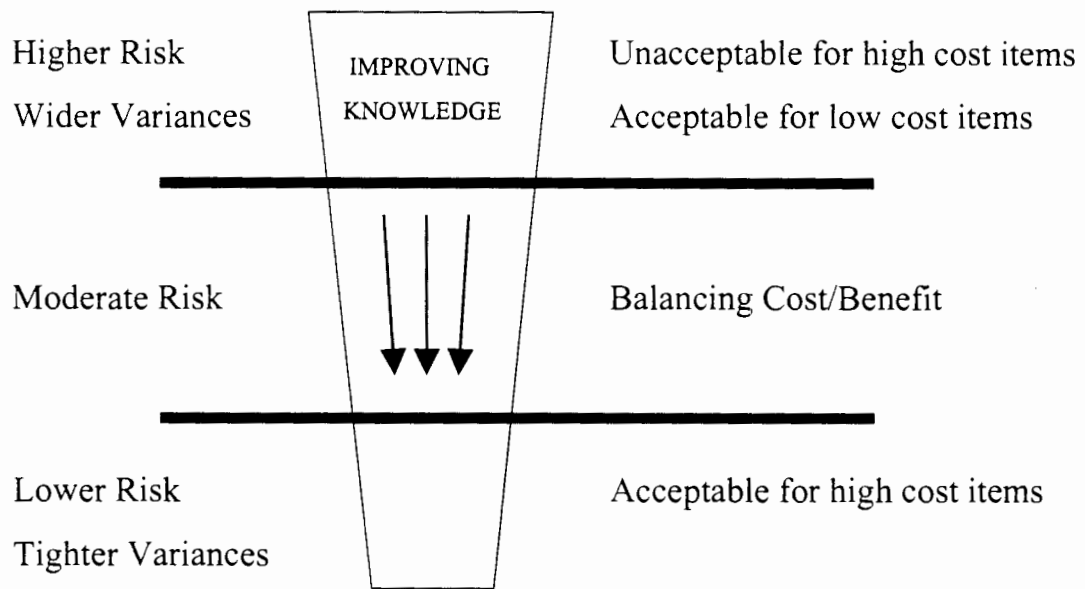 Higher Risk
IMPROVING
Unacceptable for high cost items
Wider Variances
KNOWLEDGE
Acceptable for low cost items
Moderate Risk
Balancing Cost/Benefit
Lower Risk
Acceptable for high cost items
Tighter Variances